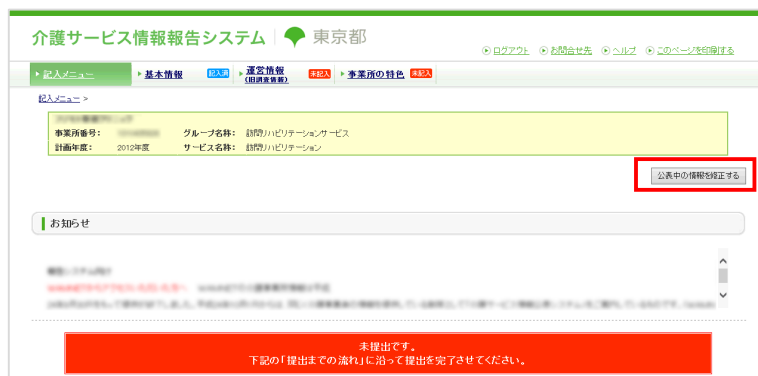 介護サービス情報報告システム 東京都
ログアウト お問合せ先 ヘルプ このページを印刷する
記入メニュー 基本情報 記入済 運営情報 (旧調査情報) 未記入 事業所の特色 未記入
記入メニュー >
事業所番号: グループ名称: 訪問リハビリテーションサービス
計画年度: 2012年度 サービス名称: 訪問リハビリテーション
公表中の情報を修正する
お知らせ
未提出です。
下記の「提出までの流れ」に沿って提出を完了させてください。